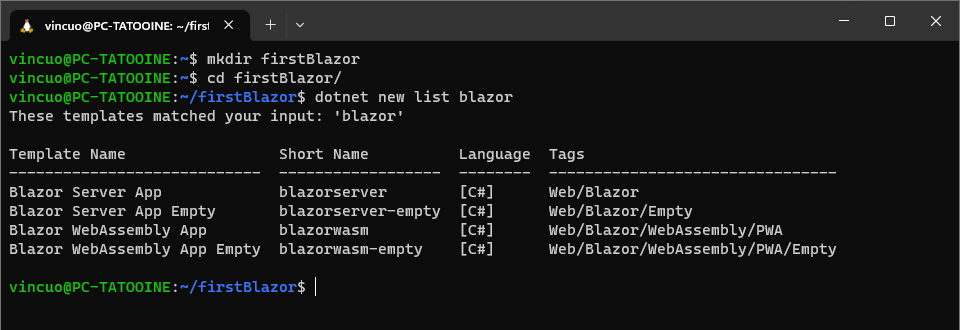 vincuo@PC-TATOOINE: ~/firs
vincuo@PC-TATOOINE:~$ mkdir firstBlazor
vincuo@PC-TATOOINE:~$ cd firstBlazor/
vincuo@PC-TATOOINE:~/firstBlazor$ dotnet new list blazor
These templates matched your input: 'blazor'
Template Name                 Short Name          Language  Tags
----------------------------  ------------------  --------  --------------------------------
Blazor Server App             blazorserver        [C#]      Web/Blazor
Blazor Server App Empty       blazorserver-empty  [C#]      Web/Blazor/Empty
Blazor WebAssembly App        blazorwasm          [C#]      Web/Blazor/WebAssembly/PWA
Blazor WebAssembly App Empty  blazorwasm-empty    [C#]      Web/Blazor/WebAssembly/PWA/Empty
vincuo@PC-TATOOINE:~/firstBlazor$